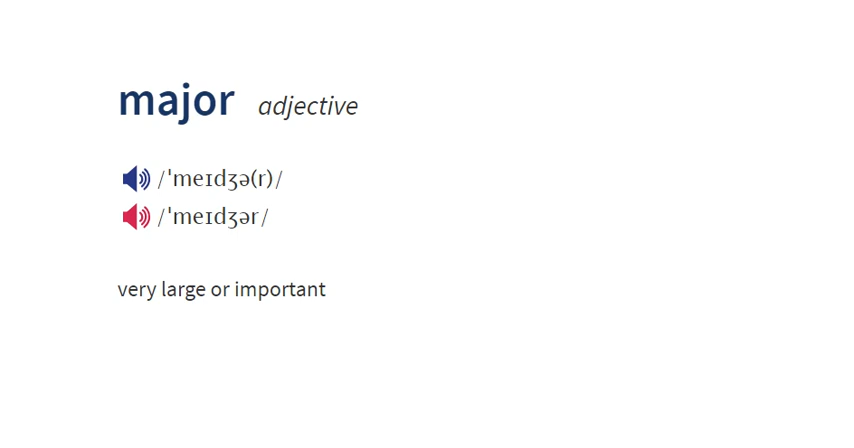 major adjective
/ˈmeɪdʒə(r)/
/ˈmeɪdʒər/
very large or important